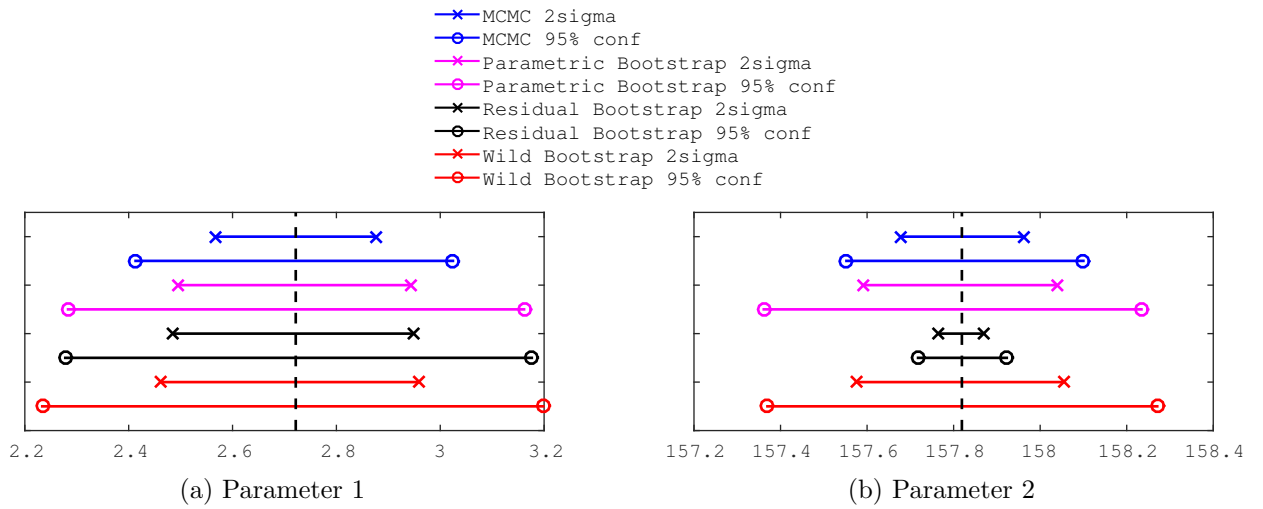 MCMC 2sigma
MCMC 95% conf
Parametric Bootstrap 2sigma
Parametric Bootstrap 95% conf
Residual Bootstrap 2sigma
Residual Bootstrap 95% conf
Wild Bootstrap 2sigma
Wild Bootstrap 95% conf
2.2 2.4 2.6 2.8 3 3.2
(a) Parameter 1
157.2 157.4 157.6 157.8 158 158.2 158.4
(b) Parameter 2